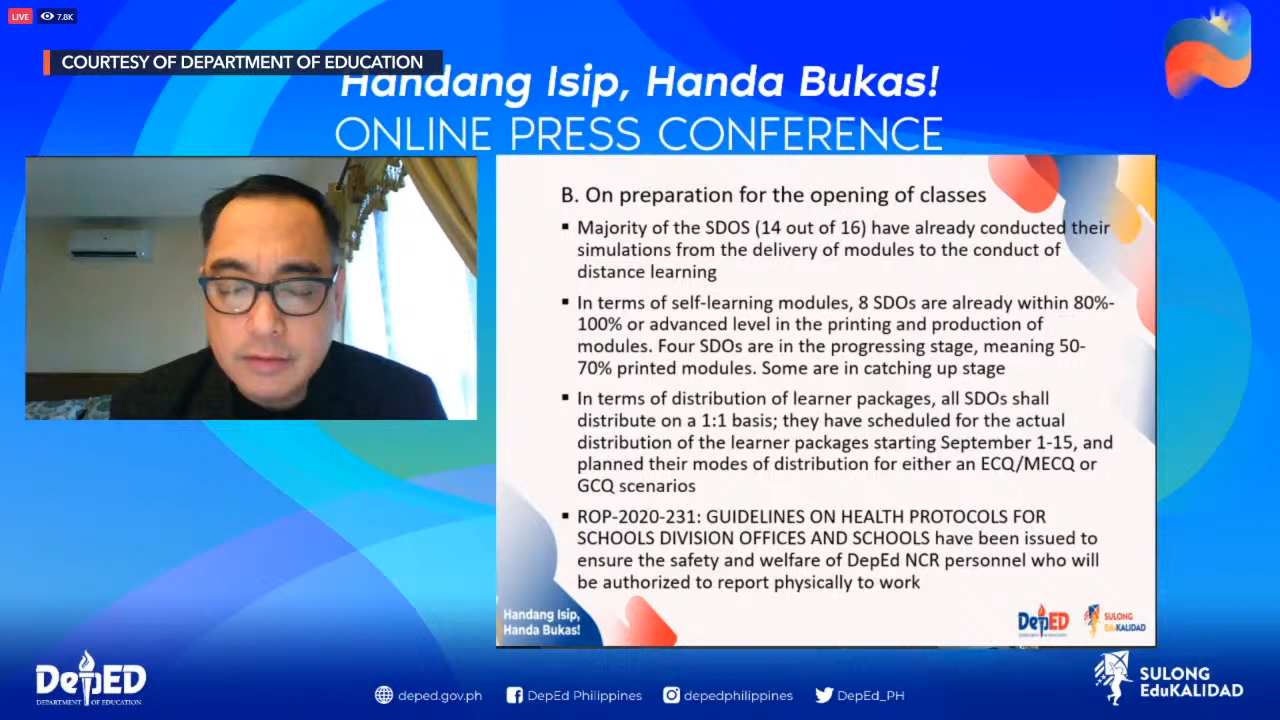 LIVE 7.8K
COURTESY OF DEPARTMENT OF EDUCATION
Handang Isip, Handa Bukas!
ONLINE PRESS CONFERENCE
B. On preparation for the opening of classes
▪ Majority of the SDOS (14 out of 16) have already conducted their
simulations from the delivery of modules to the conduct of
distance learning
▪ In terms of self-learning modules, 8 SDOs are already within 80%-
100% or advanced level in the printing and production of
modules. Four SDOs are in the progressing stage, meaning 50-
70% printed modules. Some are in catching up stage
▪ In terms of distribution of learner packages, all SDOs shall
distribute on a 1:1 basis; they have scheduled for the actual
distribution of the learner packages starting September 1-15, and
planned their modes of distribution for either an ECQ/MECQ or
GCQ scenarios
▪ ROP-2020-231: GUIDELINES ON HEALTH PROTOCOLS FOR
SCHOOLS DIVISION OFFICES AND SCHOOLS have been issued to
ensure the safety and welfare of DepEd NCR personnel who will
be authorized to report physically to work
Handang Isip,
Handa Bukas!
DepED
SULONG
EduKALIDAD
DepED
DEPARTMENT OF EDUCATION
deped.gov.ph DepEd Philippines depedphilippines DepEd_PH
SULONG
EduKALIDAD